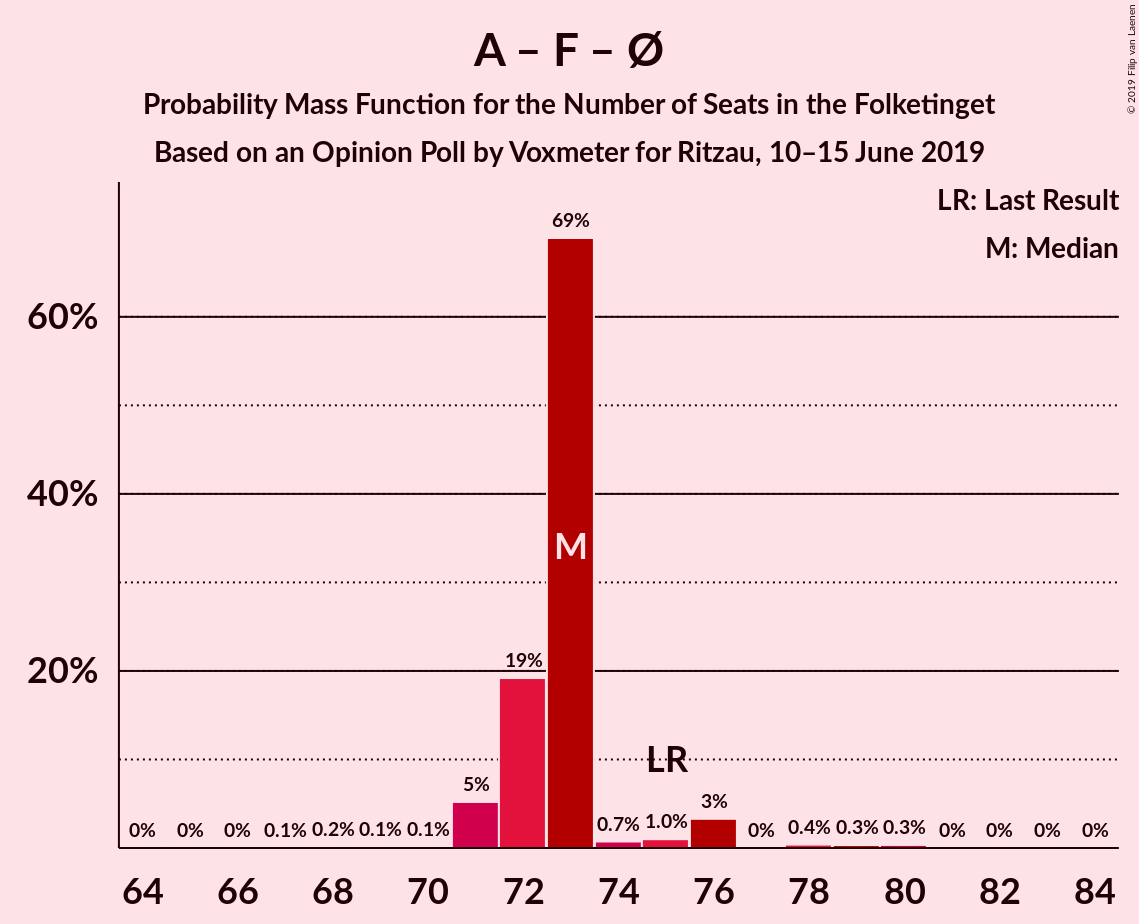 A – F – Ø
Probability Mass Function for the Number of Seats in the Folketinget
Based on an Opinion Poll by Voxmeter for Ritzau, 10–15 June 2019
© 2019 Filip van Laenen
LR: Last Result
M: Median
69%
60%
40%
M
20%
19%
LR
5%
3%
0% 0% 0% 0.1% 0.2% 0.1% 0.1% 0.7% 1.0% 0% 0.4% 0.3% 0.3% 0% 0% 0% 0%
64 66 68 70 72 74 76 78 80 82 84